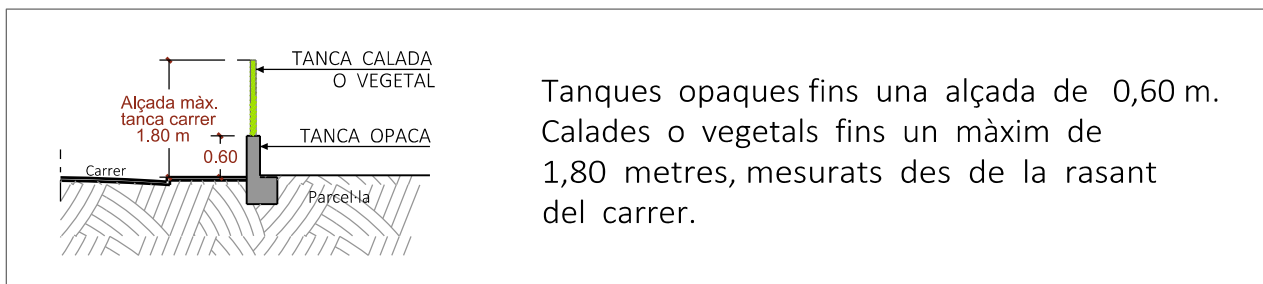 TANCA CALADA
O VEGETAL
Alçada màx.
tanca carrer
1.80 m
TANCA OPACA
0.60
Carrer
Parcel·la
Tanques opaques fins una alçada de 0,60 m.
Calades o vegetals fins un màxim de
1,80 metres, mesurats des de la rasant
del carrer.